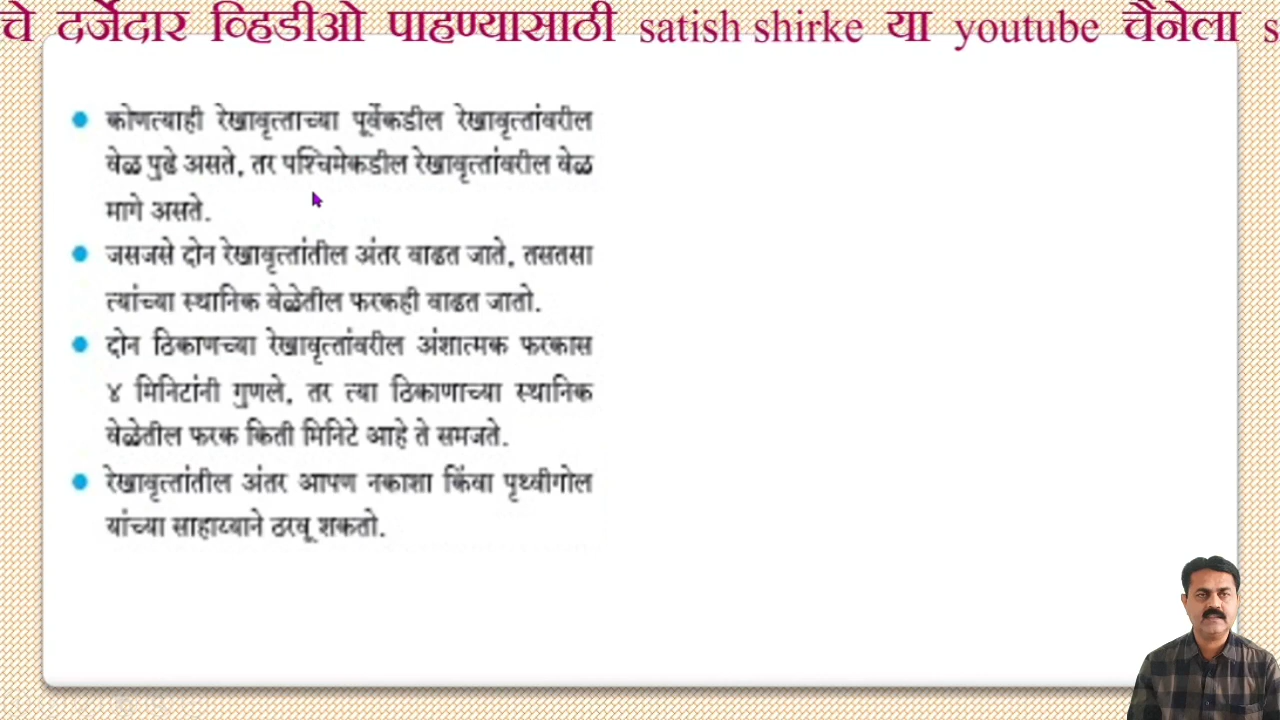 चे दर्जेदार व्हिडीओ पाहण्यासाठी satish shirke या youtube चॅनेला s
कोणत्याही रेखावृत्ताच्या पूर्वेकडील रेखावृत्तांवरील
वेळ पुढे असते, तर पश्चिमेकडील रेखावृत्तांवरील वेळ
मागे असते.
जसजसे दोन रेखावृत्तांतील अंतर वाढत जाते, तसतसा
त्यांच्या स्थानिक वेळेतील फरकही वाढत जातो.
दोन ठिकाणच्या रेखावृत्तांवरील अंशात्मक फरकास
४ मिनिटांनी गुणले, तर त्या ठिकाणाच्या स्थानिक
वेळेतील फरक किती मिनिटे आहे ते समजते.
रेखावृत्तांतील अंतर आपण नकाशा किंवा पृथ्वीगोल
यांच्या साहाय्याने ठरवू शकतो.